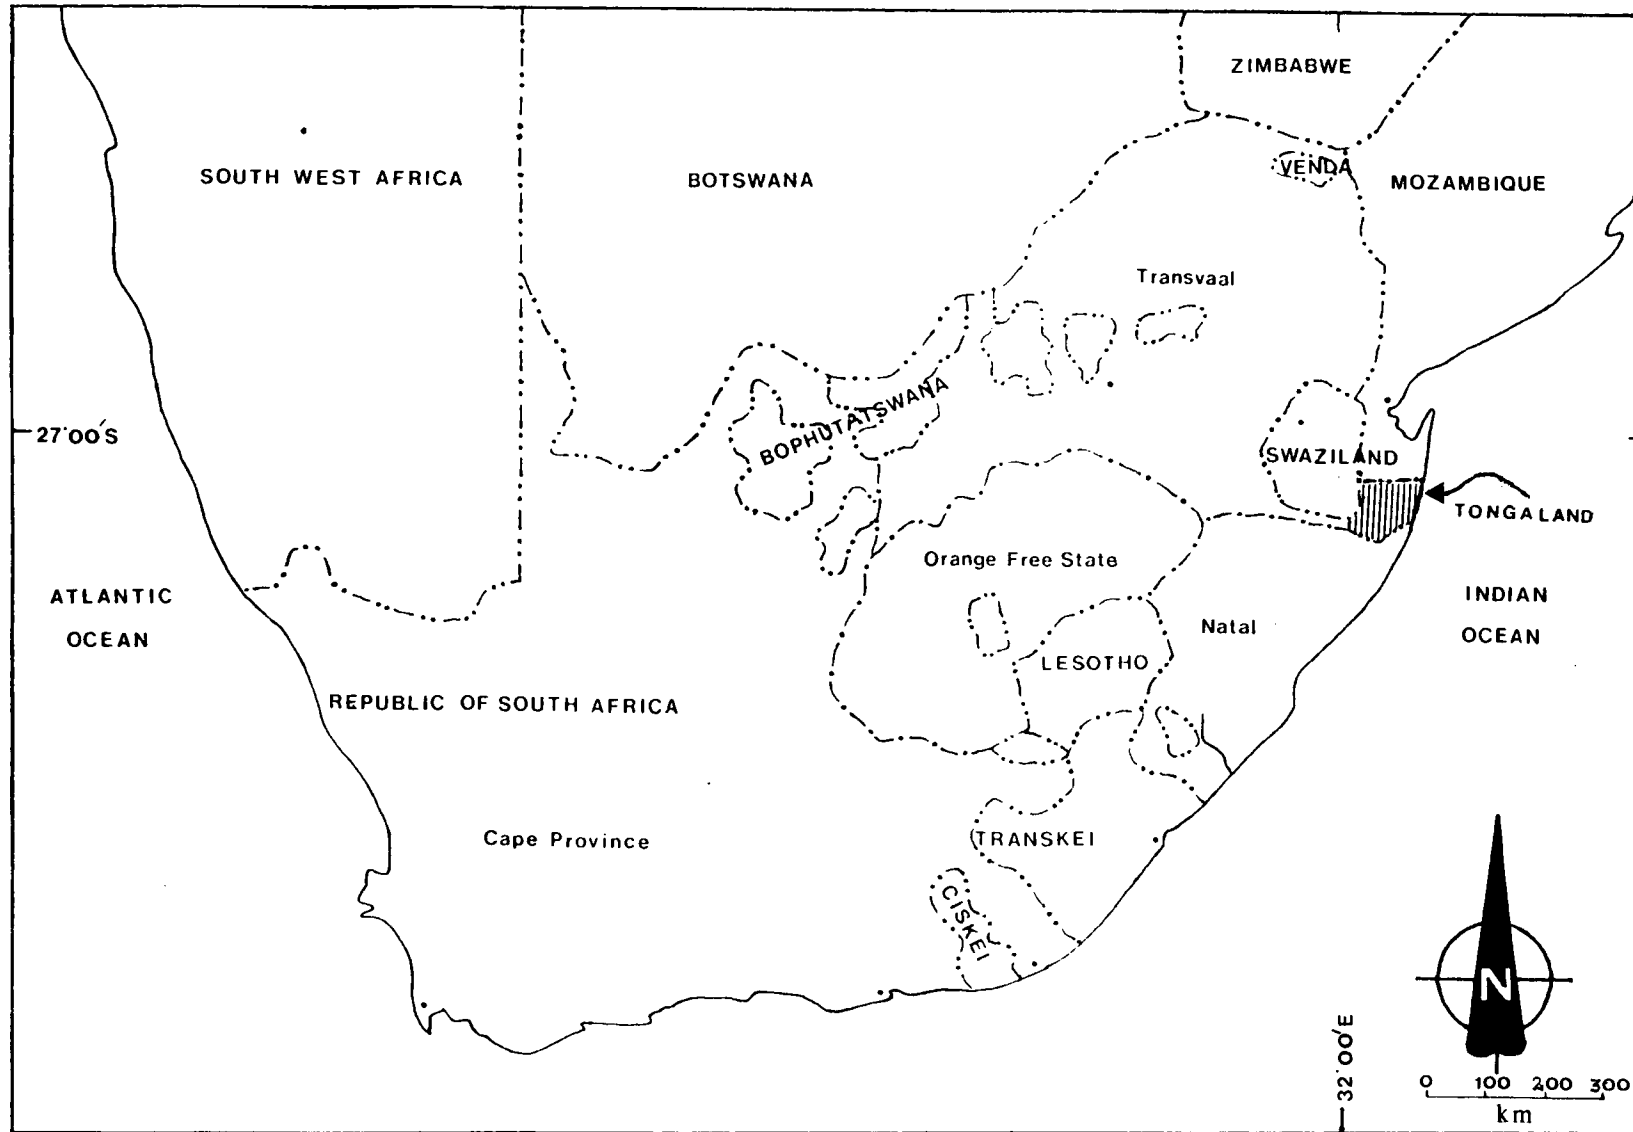 ZIMBABWE
VENDA
SOUTH WEST AFRICA
BOTSWANA
MOZAMBIQUE
Transvaal
BOPHUTATSWANA
27°00'S
SWAZILAND
TONGALAND
Orange Free State
ATLANTIC
OCEAN
INDIAN
OCEAN
Natal
LESOTHO
REPUBLIC OF SOUTH AFRICA
Cape Province
TRANSKEI
CISKEI
N
32°00'E
0 100 200 300
km